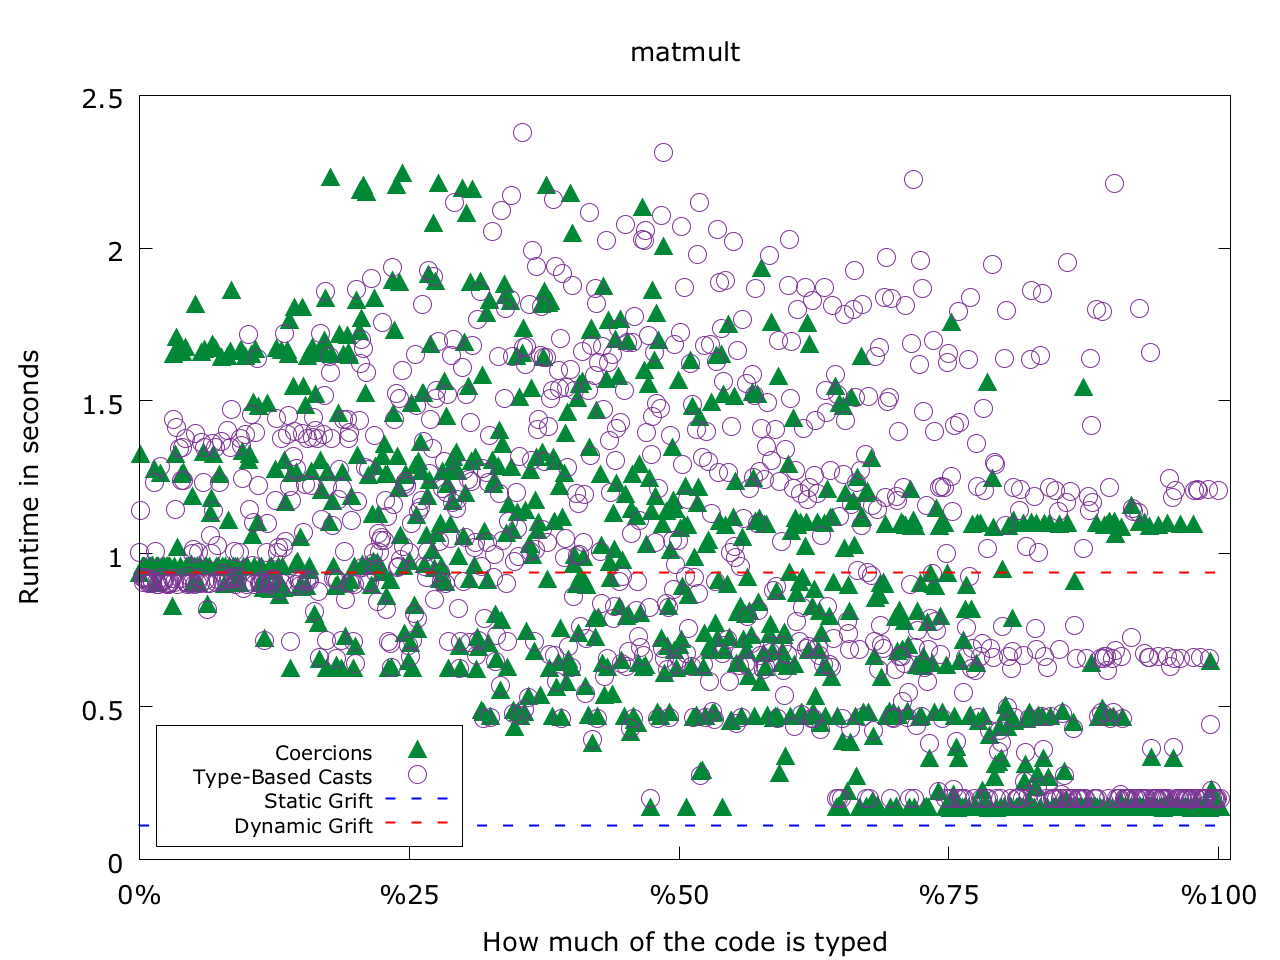 matmult
2.5
2
1.5
1
0.5
0
Runtime in seconds
Coercions
Type-Based Casts
Static Grift
Dynamic Grift
0% %25 %50 %75 %100
How much of the code is typed